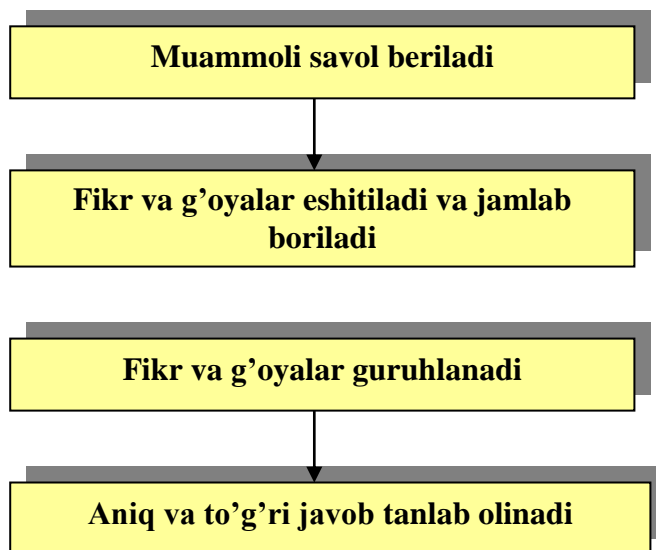 Muammoli savol beriladi
Fikr va g’oyalar eshitiladi va jamlab
boriladi
Fikr va g’oyalar guruhlanadi
Aniq va to’g’ri javob tanlab olinadi